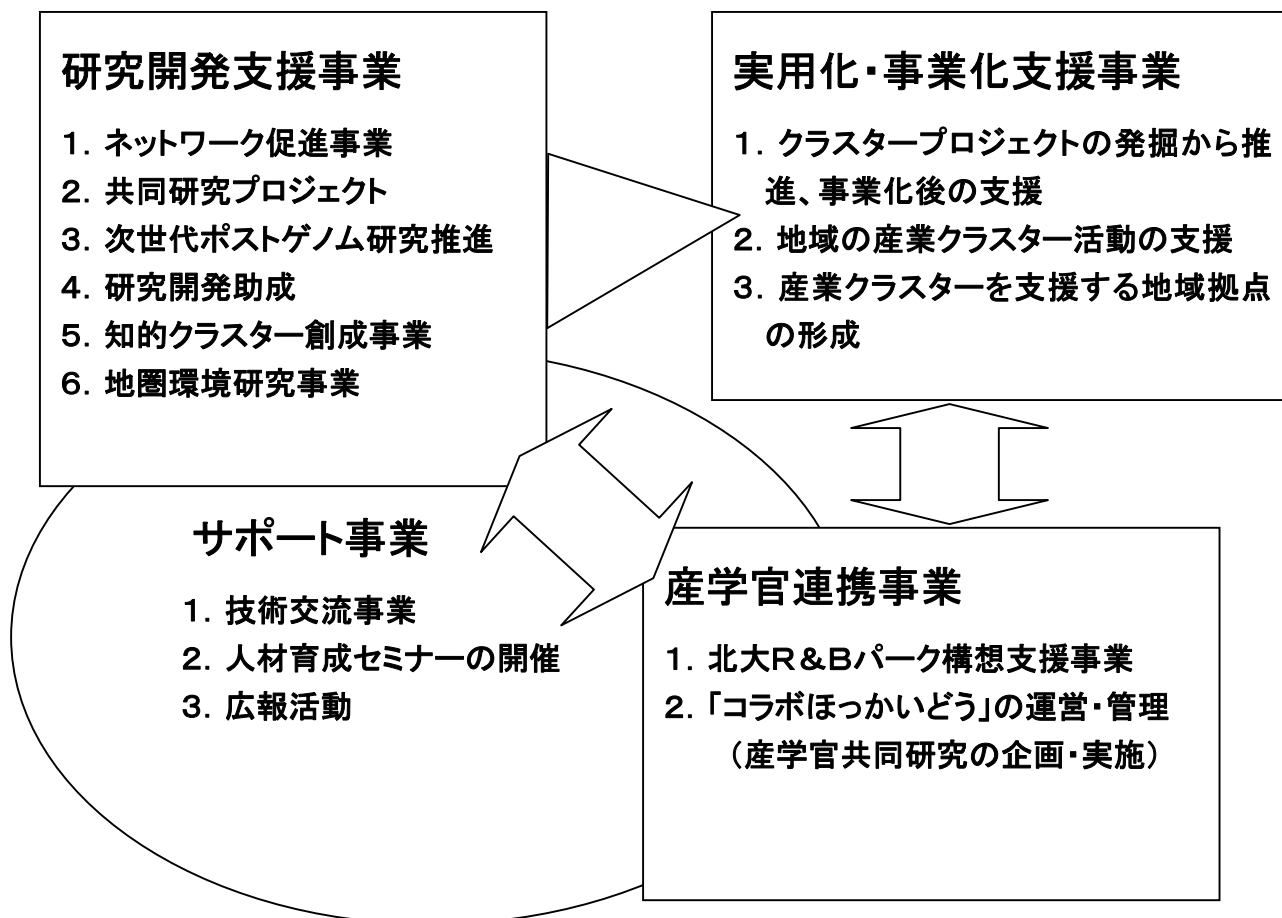 研究開発支援事業
１．ネットワーク促進事業
２．共同研究プロジェクト
３．次世代ポストゲノム研究推進
４．研究開発助成
５．知的クラスター創成事業
６．地圏環境研究事業
実用化・事業化支援事業
１．クラスタープロジェクトの発掘から推
進、事業化後の支援
２．地域の産業クラスター活動の支援
３．産業クラスターを支援する地域拠点
の形成
サポート事業
１．技術交流事業
２．人材育成セミナーの開催
３．広報活動
産学官連携事業
１．北大Ｒ＆Ｂパーク構想支援事業
２．「コラボほっかいどう」の運営・管理
（産学官共同研究の企画・実施）